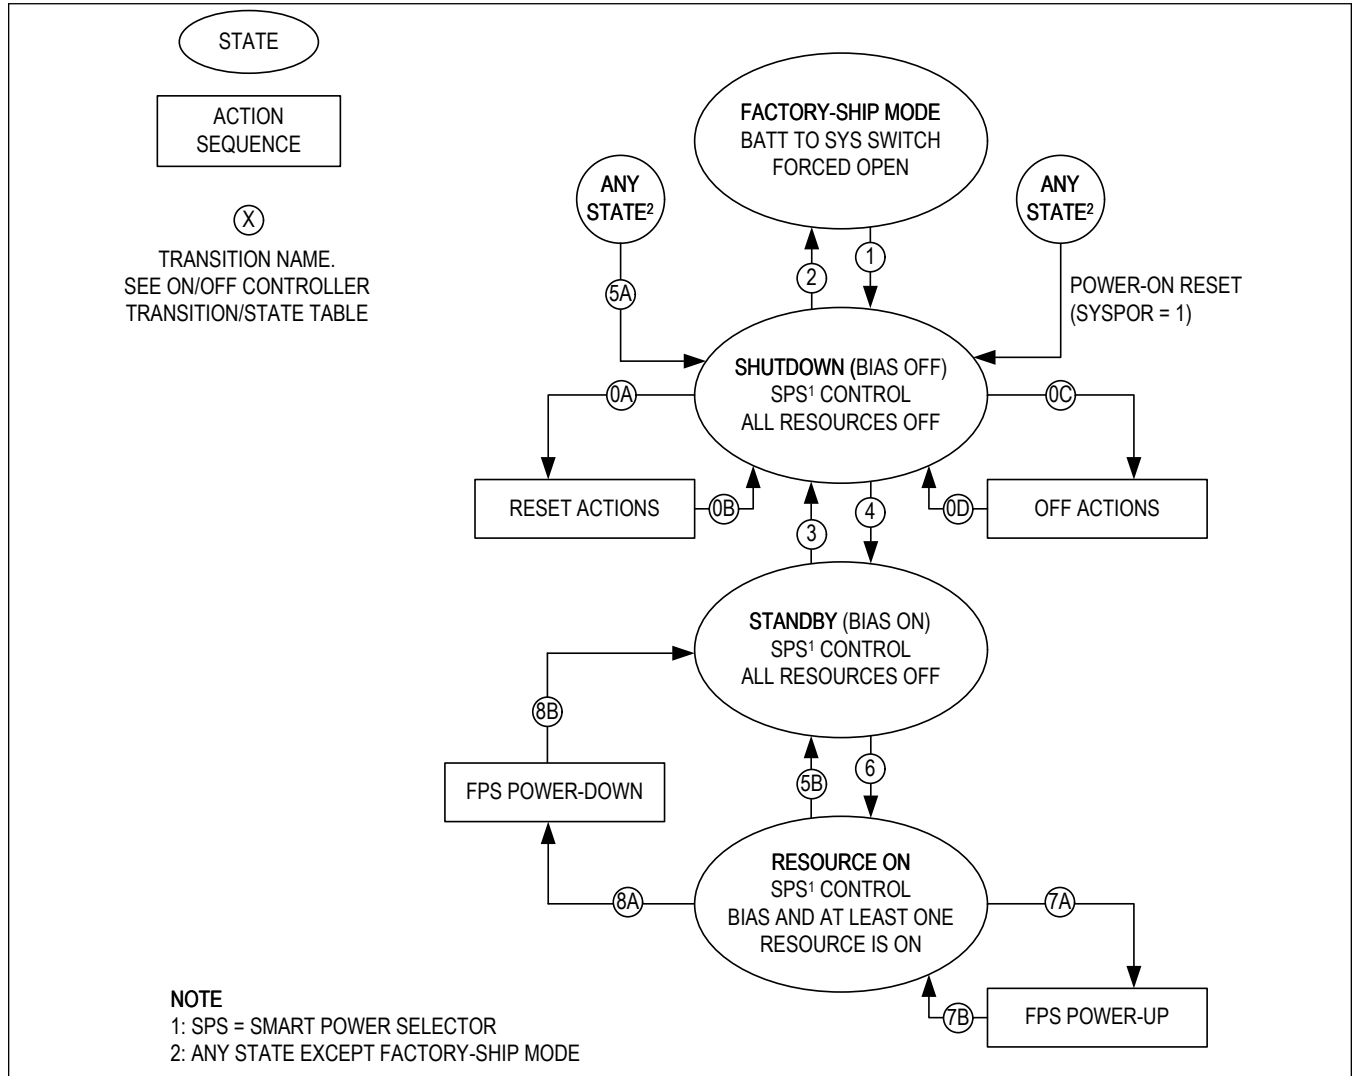 STATE
ACTION
SEQUENCE
X
TRANSITION NAME.
SEE ON/OFF CONTROLLER
TRANSITION/STATE TABLE
FACTORY-SHIP MODE
BATT TO SYS SWITCH
FORCED OPEN
ANY
STATE²
ANY
STATE²
5A
2
1
POWER-ON RESET
(SYSPOR = 1)
SHUTDOWN (BIAS OFF)
SPS¹ CONTROL
ALL RESOURCES OFF
0A
0C
RESET ACTIONS
0B
3
4
0D
OFF ACTIONS
STANDBY (BIAS ON)
SPS¹ CONTROL
ALL RESOURCES OFF
8B
5B
6
FPS POWER-DOWN
RESOURCE ON
SPS¹ CONTROL
BIAS AND AT LEAST ONE
RESOURCE IS ON
8A
7A
7B
FPS POWER-UP
NOTE
1: SPS = SMART POWER SELECTOR
2: ANY STATE EXCEPT FACTORY-SHIP MODE